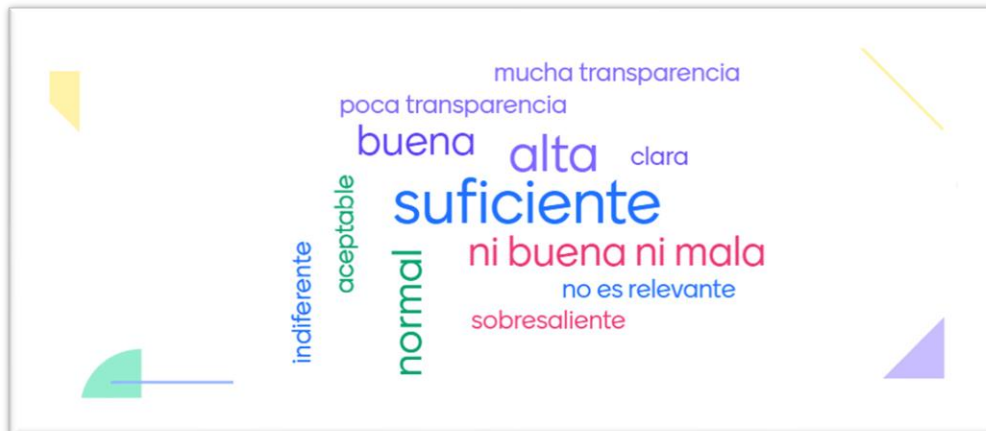 mucha transparencia
poca transparencia
buena
alta
clara
suficiente
aceptable
ni buena ni mala
indiferente
normal
no es relevante
sobresaliente